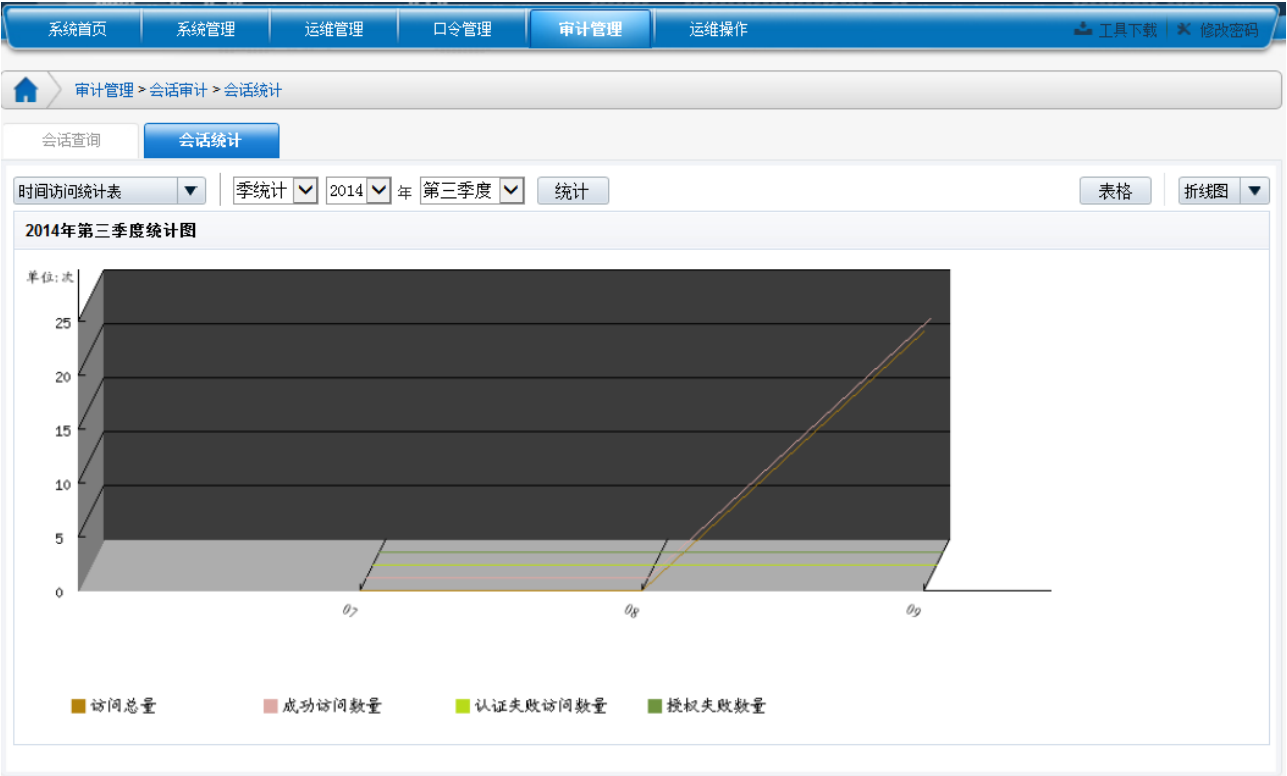 系统首页 系统管理 运维管理 口令管理 审计管理 运维操作 工具下载 修改密码
审计管理 > 会话审计 > 会话统计
会话查询 会话统计
时间访问统计表 季统计 2014 年 第三季度 统计 表格 折线图
2014年第三季度统计图
单位:次
25
20
15
10
5
0
07 08 09
访问总量 成功访问数量 认证失败访问数量 授权失败数量